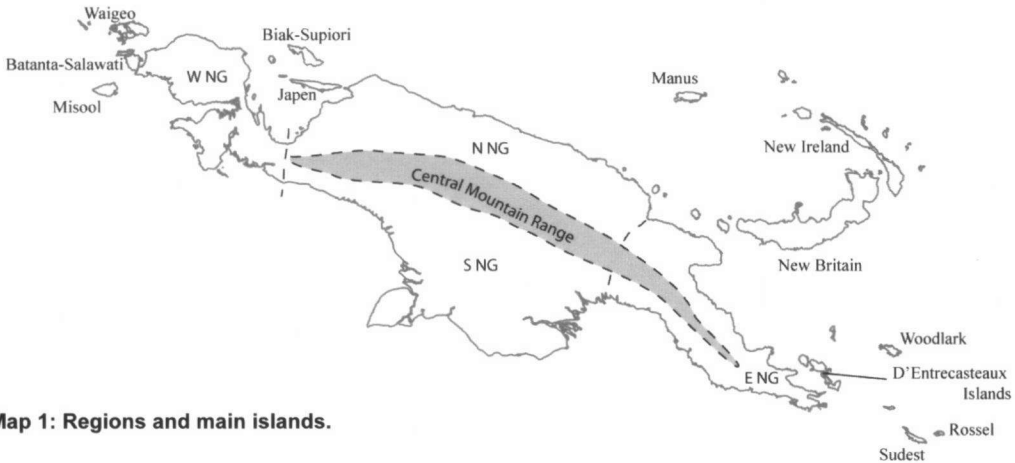 Waigeo
Biak-Supiori
Batanta-Salawati
W NG
Manus
Misool
Japen
New Ireland
N NG
Central Mountain Range
S NG
New Britain
Woodlark
D'Entrecasteaux
Islands
E NG
Map 1: Regions and main islands.
Rossel
Sudest